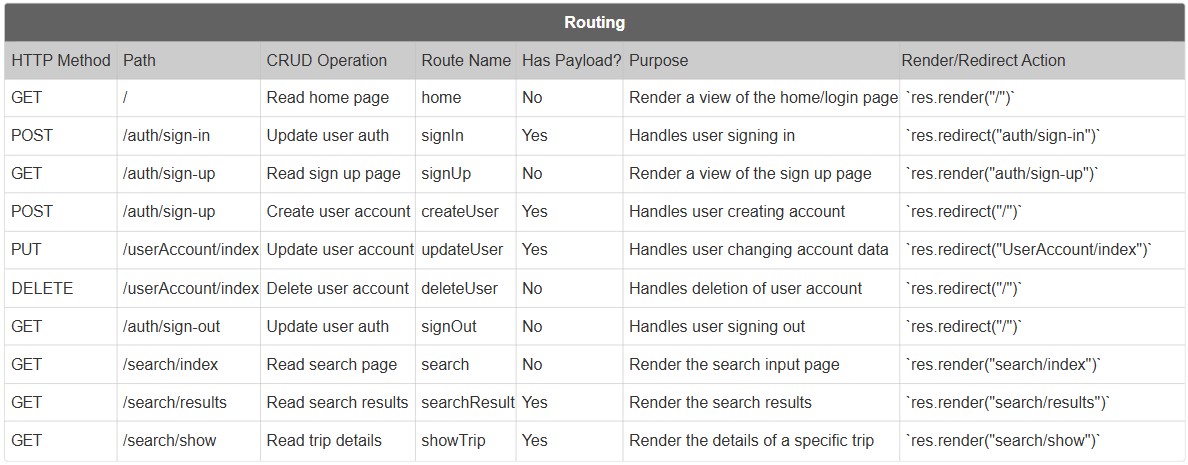 Routing
HTTP Method Path CRUD Operation Route Name Has Payload? Purpose Render/Redirect Action
GET / Read home page home No Render a view of the home/login page `res.render("/")`
POST /auth/sign-in Update user auth signIn Yes Handles user signing in `res.redirect("auth/sign-in")`
GET /auth/sign-up Read sign up page signUp No Render a view of the sign up page `res.render("auth/sign-up")`
POST /auth/sign-up Create user account createUser Yes Handles user creating account `res.redirect("/")`
PUT /userAccount/index Update user account updateUser Yes Handles user changing account data `res.redirect("UserAccount/index")`
DELETE /userAccount/index Delete user account deleteUser No Handles deletion of user account `res.redirect("/")`
GET /auth/sign-out Update user auth signOut No Handles user signing out `res.redirect("/")`
GET /search/index Read search page search No Render the search input page `res.render("search/index")`
GET /search/results Read search results searchResult Yes Render the search results `res.render("search/results")`
GET /search/show Read trip details showTrip Yes Render the details of a specific trip `res.render("search/show")`